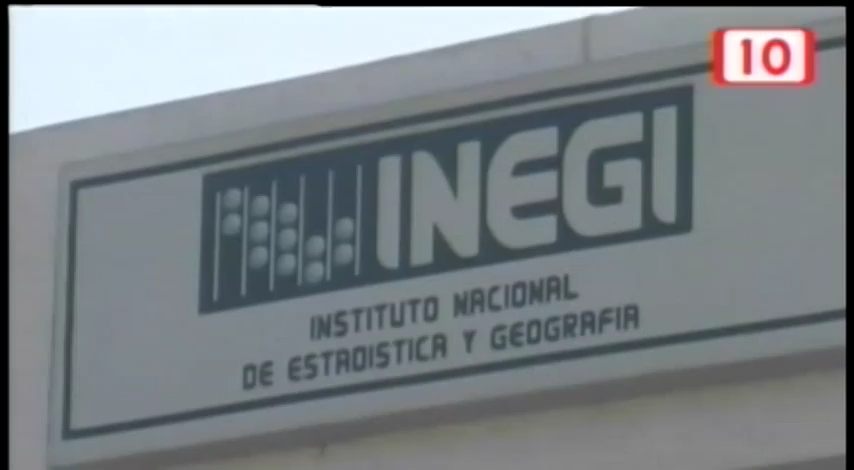 10
INEGI
INSTITUTO NACIONAL
DE ESTADISTICA Y GEOGRAFIA